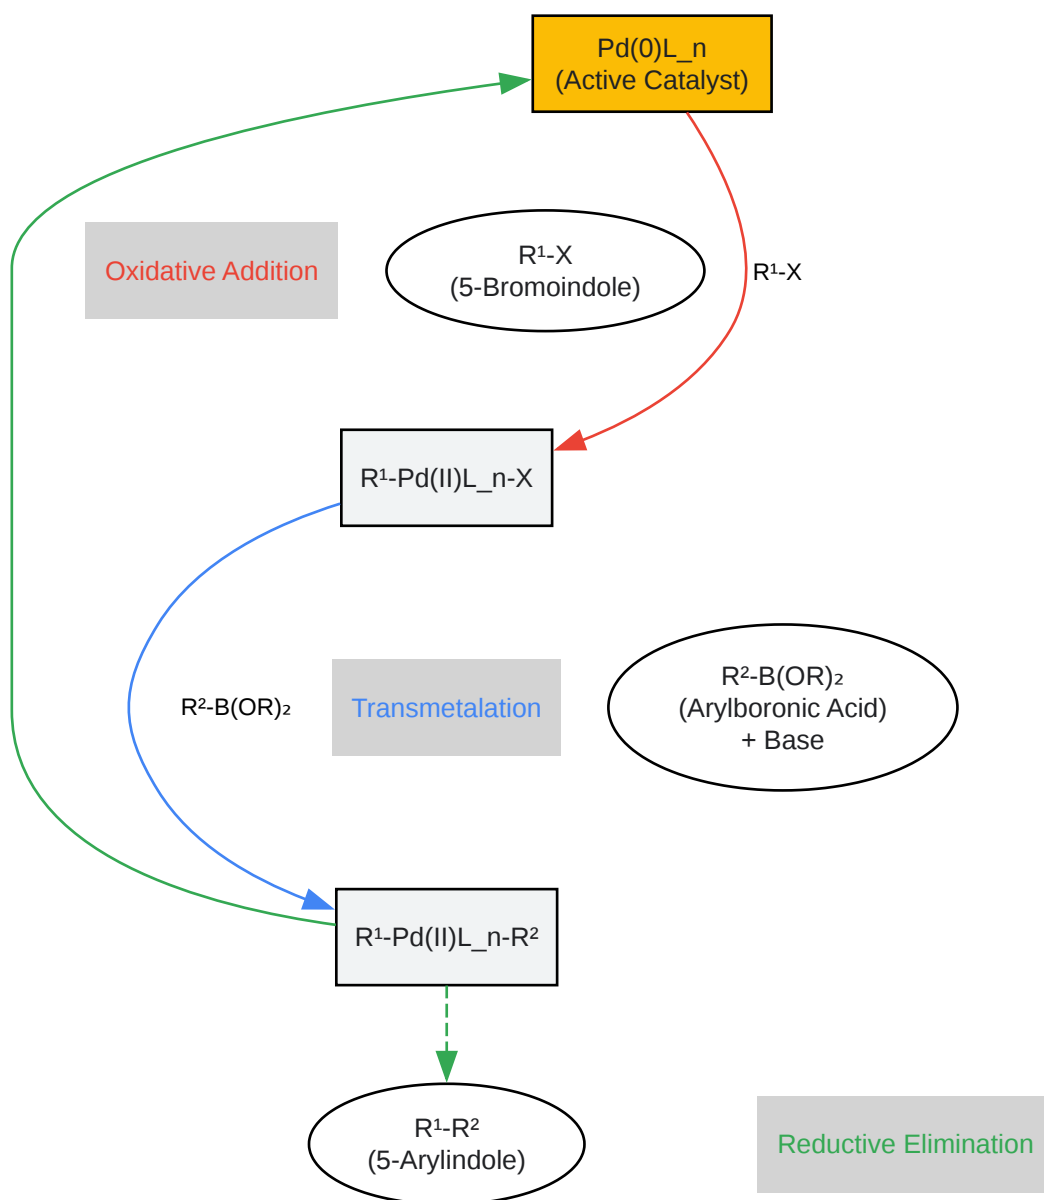 Pd(0)L_n
(Active Catalyst)
Oxidative Addition
R¹-X
(5-Bromoindole)
R¹-X
R¹-Pd(II)L_n-X
R²-B(OR)₂
Transmetalation
R²-B(OR)₂
(Arylboronic Acid)
+ Base
R¹-Pd(II)L_n-R²
R¹-R²
(5-Arylindole)
Reductive Elimination